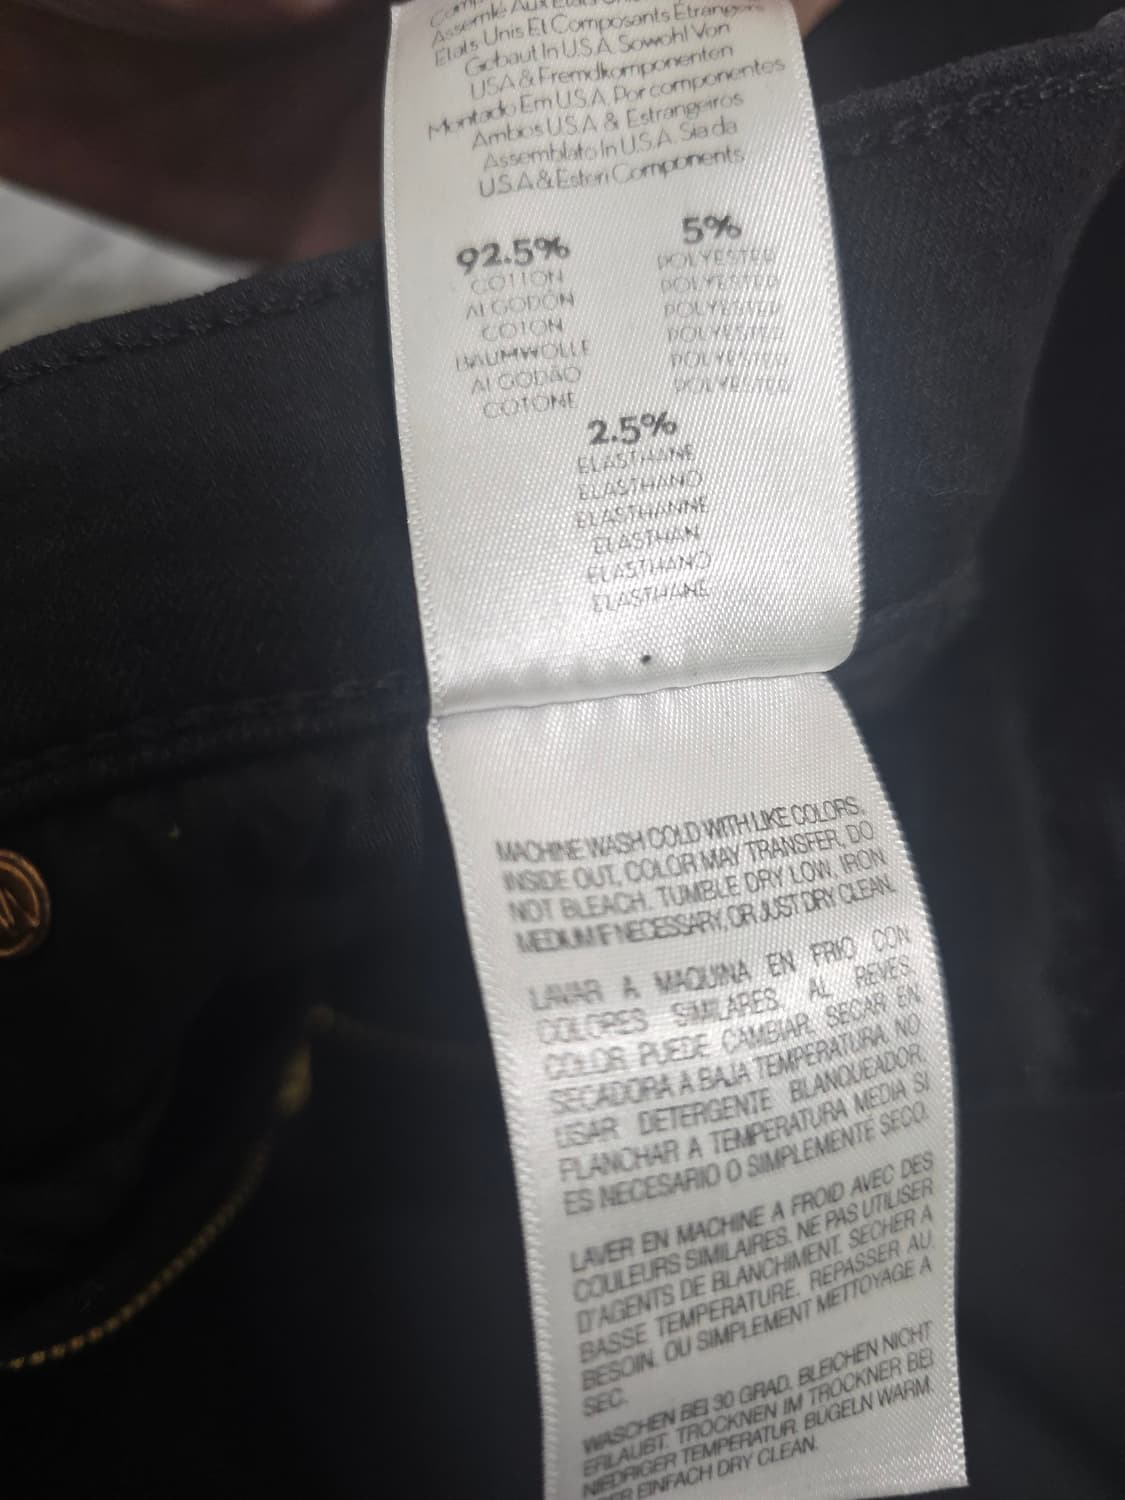 Assemblé Aux États
États Unis Et Composants Étrangers
Gebaut In U.S.A. Sowohl Von
USA & Fremdkomponenten
Montado Em U.S.A. Por componentes
Ambos U.S.A & Estrangeiros
Assemblato In U.S.A. Sia da
U.S.A & Esteri Components
92.5%
COTTON
ALGODON
COTON
BAUMWOLLE
ALGODÃO
COTONE
5%
POLYESTER
POLYESTER
POLYESTER
POLYESTER
POLYESTER
POLYESTER
2.5%
ELASTHANE
ELASTHANO
ELASTHANNE
ELASTHAN
ELASTHANO
ELASTHANE
MACHINE WASH COLD WITH LIKE COLORS,
INSIDE OUT, COLOR MAY TRANSFER, DO
NOT BLEACH. TUMBLE DRY LOW. IRON
MEDIUM IF NECESSARY, OR JUST DRY CLEAN.
LAVAR A MAQUINA EN FRIO CON
COLORES SIMILARES. AL REVES.
COLOR PUEDE CAMBIAR. SECAR EN
SECADORA A BAJA TEMPERATURA. NO
USAR DETERGENTE BLANQUEADOR.
PLANCHAR A TEMPERATURA MEDIA SI
ES NECESARIO O SIMPLEMENTE SECO.
LAVER EN MACHINE A FROID AVEC DES
COULEURS SIMILAIRES. NE PAS UTILISER
D'AGENTS DE BLANCHIMENT. SECHER A
BASSE TEMPERATURE. REPASSER AU
BESOIN. OU SIMPLEMENT METTOYAGE A
SEC.
WASCHEN BEI 30 GRAD. BLEICHEN NICHT
ERLAUBT. TROCKNEN IM TROCKNER BEI
NIEDRIGER TEMPERATUR. BÜGELN WARM.
EINFACH DRY CLEAN.